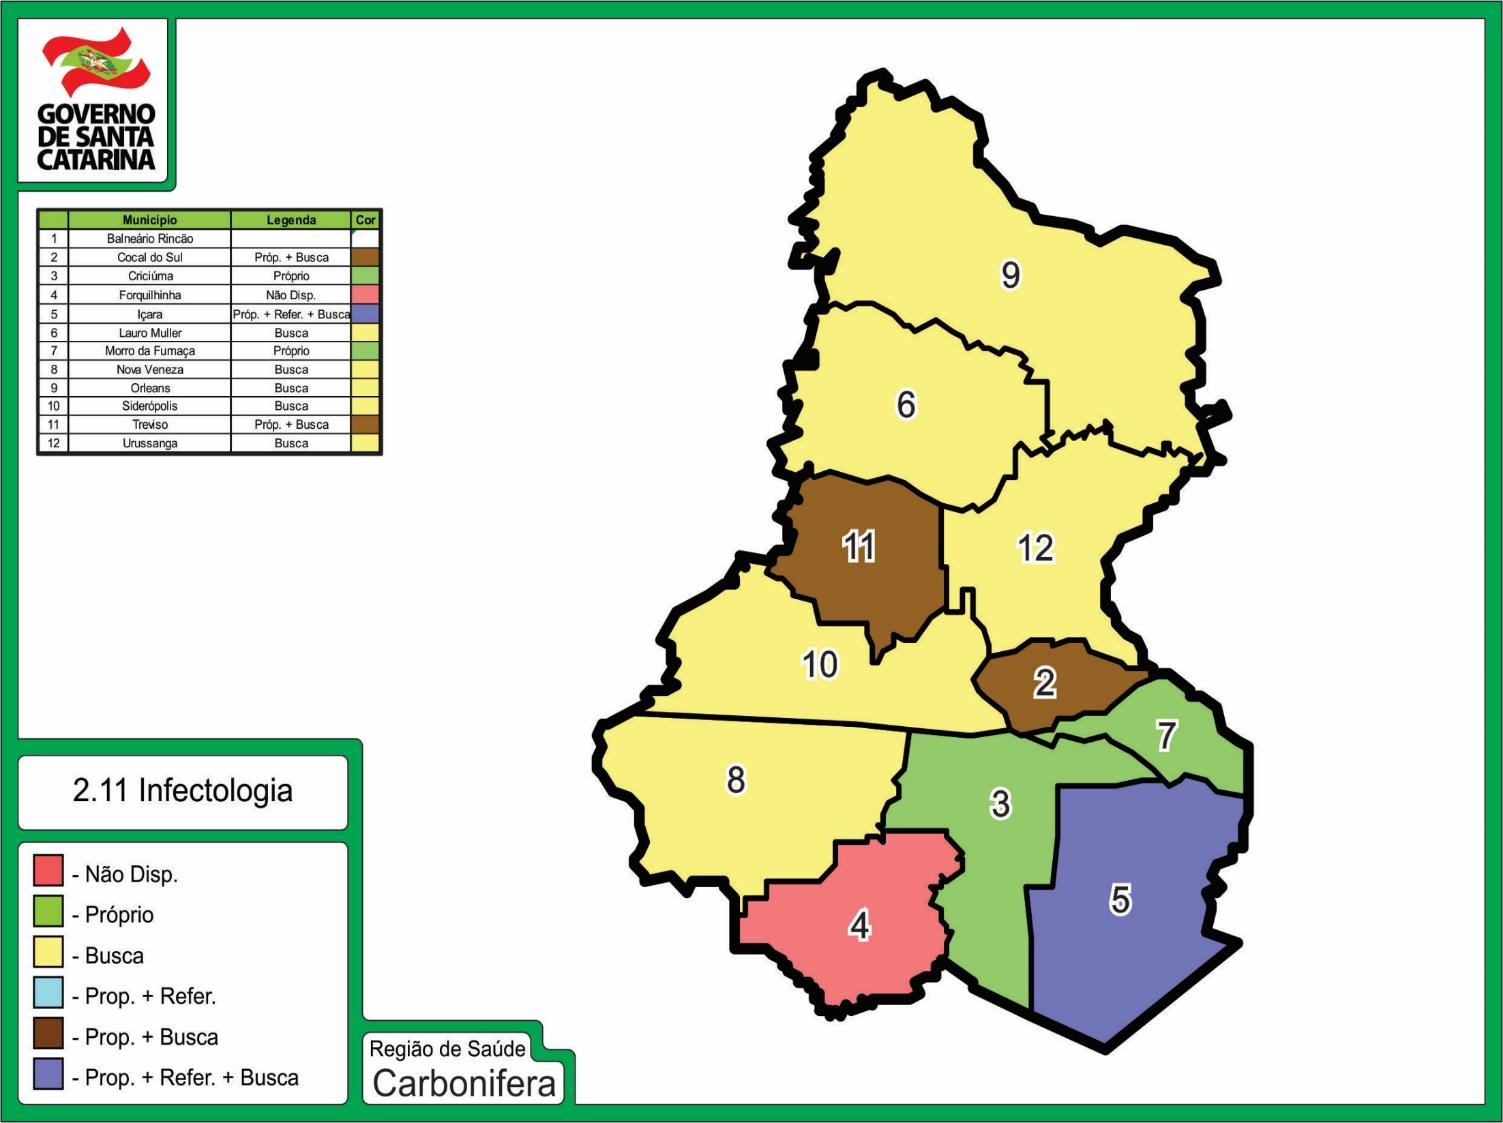 GOVERNO
DE SANTA
CATARINA
Município Legenda Cor
1 Balneário Rincão
2 Cocal do Sul Próp. + Busca
3 Criciúma Próprio
4 Forquilhinha Não Disp.
5 Içara Próp. + Refer. + Busca
6 Lauro Muller Busca
7 Morro da Fumaça Próprio
8 Nova Veneza Busca
9 Orleans Busca
10 Siderópolis Busca
11 Treviso Próp. + Busca
12 Urussanga Busca
9
6
11
12
10
2
7
8
3
5
4
2.11 Infectologia
- Não Disp.
- Próprio
- Busca
- Prop. + Refer.
- Prop. + Busca
- Prop. + Refer. + Busca
Região de Saúde
Carbonifera